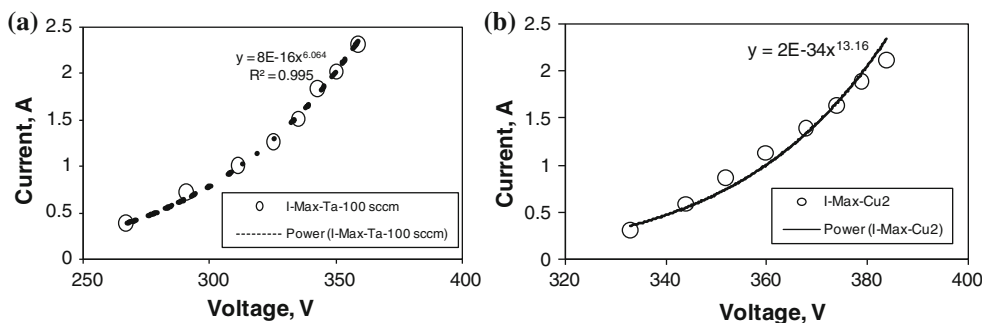 (a)
2.5
2
1.5
1
0.5
0
Current, A
y = 8E-16x^6.064
R² = 0.995
I-Max-Ta-100 sccm
Power (I-Max-Ta-100 sccm)
250
300
350
400
Voltage, V
(b)
2.5
2
1.5
1
0.5
0
Current, A
y = 2E-34x^13.16
I-Max-Cu2
Power (I-Max-Cu2)
320
340
360
380
400
Voltage, V